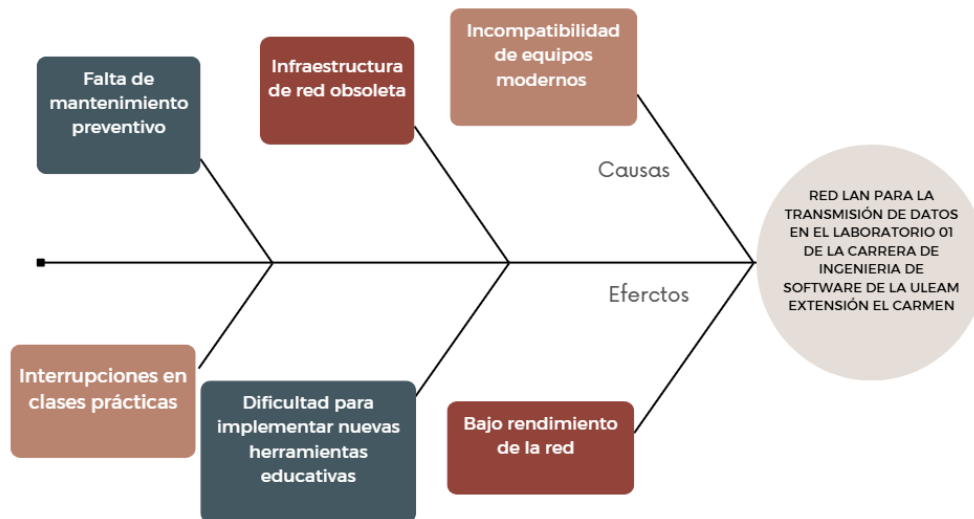 Falta de
mantenimiento
preventivo
Infraestructura
de red obsoleta
Incompatibilidad
de equipos
modernos
Causas
RED LAN PARA LA
TRANSMISIÓN DE DATOS
EN EL LABORATORIO 01
DE LA CARRERA DE
INGENIERIA DE
SOFTWARE DE LA ULEAM
EXTENSIÓN EL CARMEN
Eferctos
Interrupciones en
clases prácticas
Dificultad para
implementar nuevas
herramientas
educativas
Bajo rendimiento
de la red